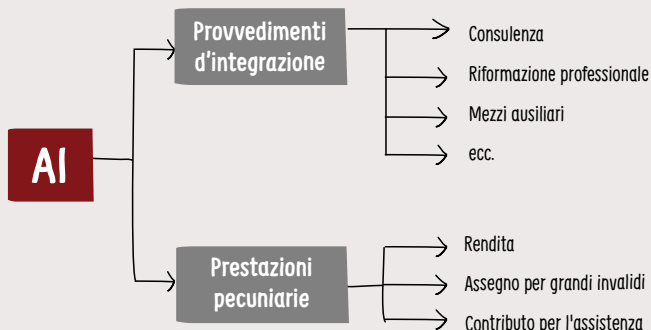 AI
Provvedimenti
d'integrazione
Consulenza
Riformazione professionale
Mezzi ausiliari
ecc.
Prestazioni
pecuniarie
Rendita
Assegno per grandi invalidi
Contributo per l'assistenza